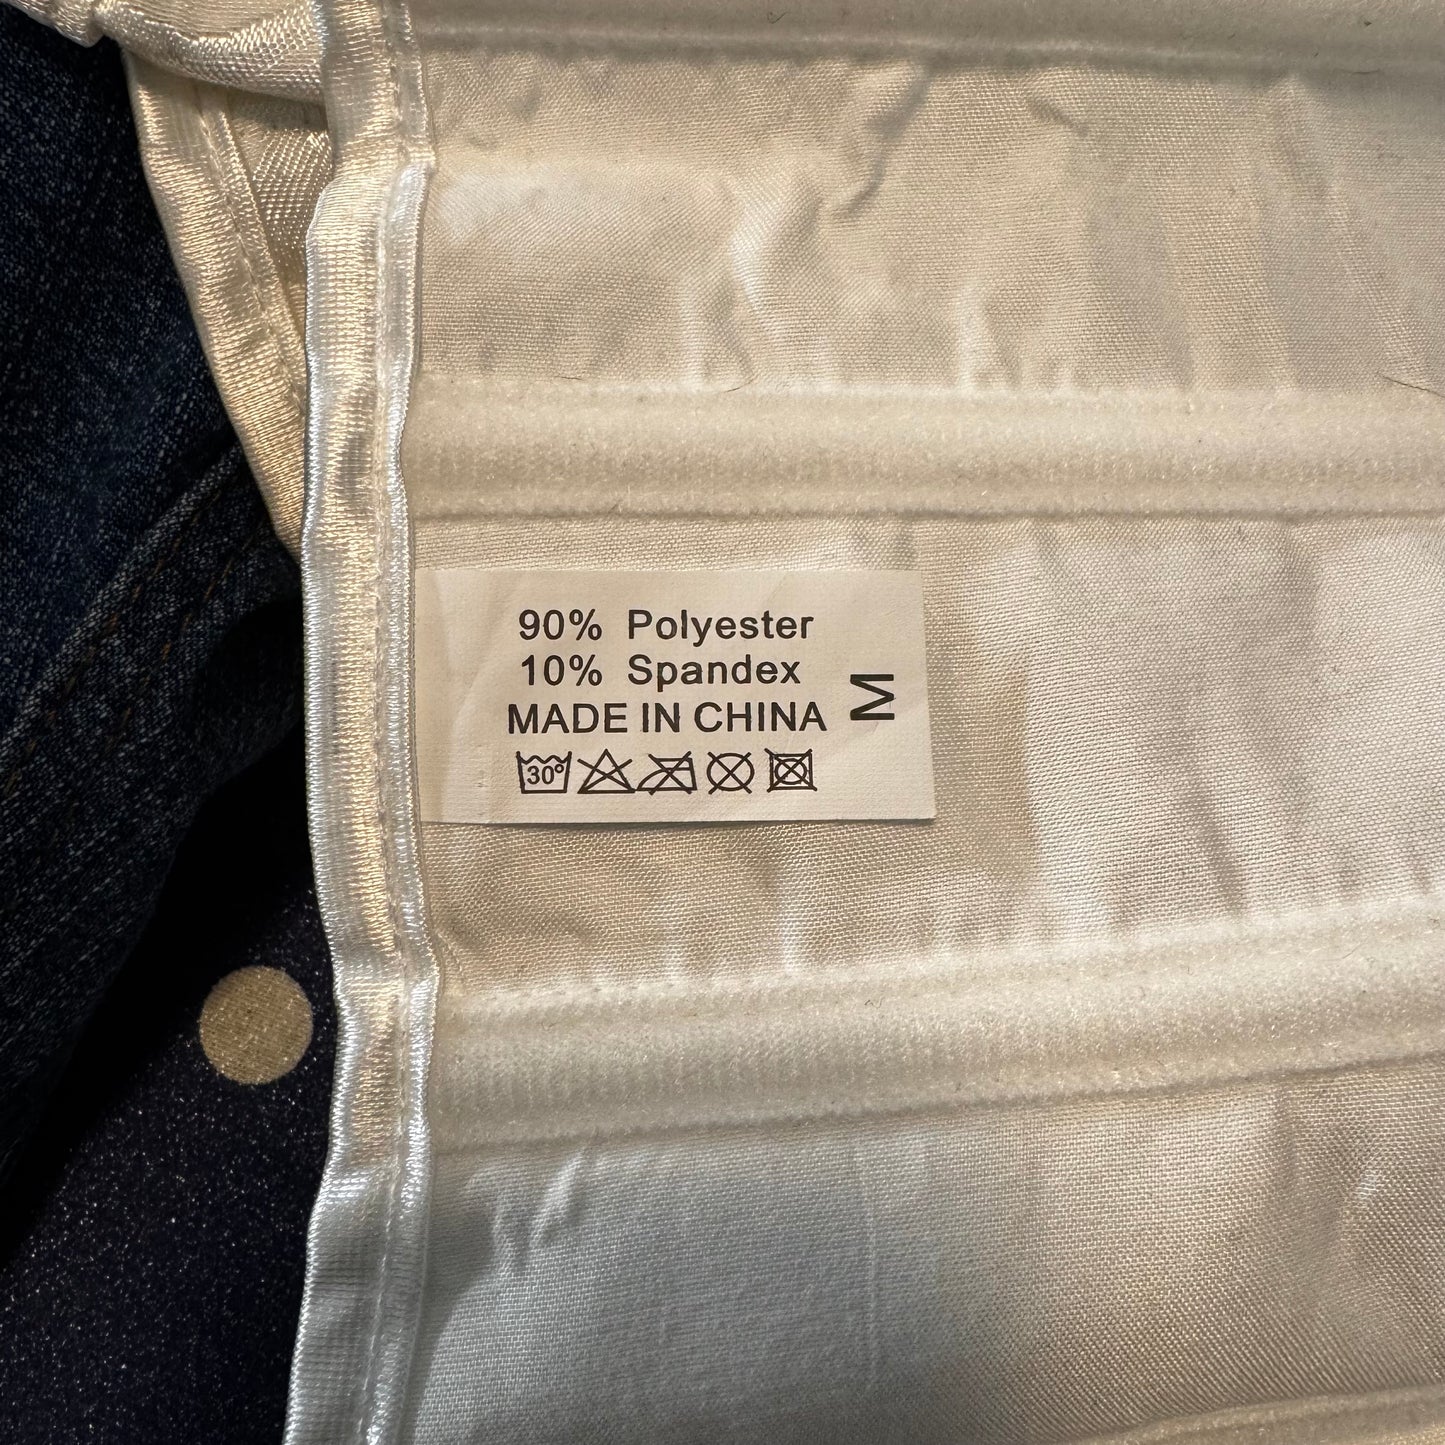 90% Polyester
10% Spandex
MADE IN CHINA
30°
M